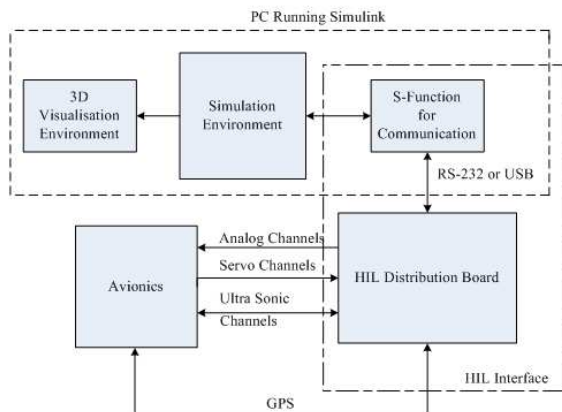 PC Running Simulink
3D
Visualisation
Environment
Simulation
Environment
S-Function
for
Communication
RS-232 or USB
Avionics
Analog Channels
Servo Channels
Ultra Sonic
Channels
HIL Distribution Board
HIL Interface
GPS